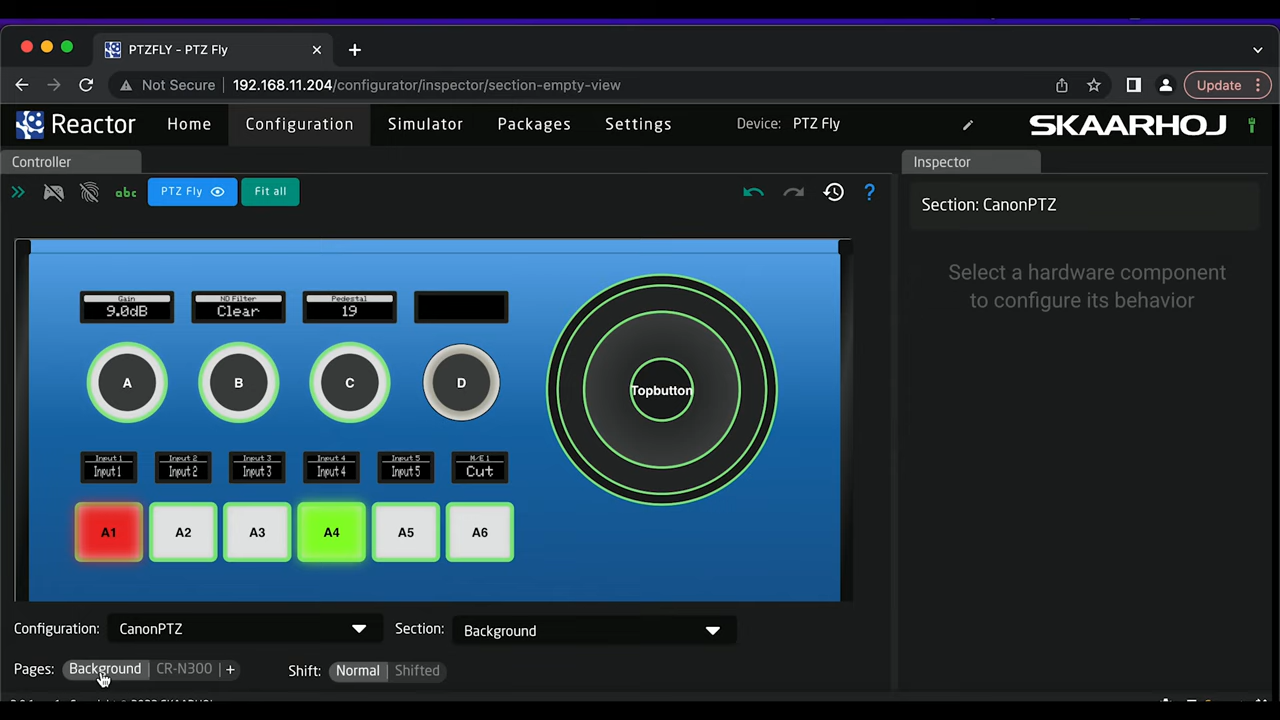 PTZFLY - PTZ Fly
Not Secure 192.168.11.204/configurator/inspector/section-empty-view Update
Reactor Home Configuration Simulator Packages Settings Device: PTZ Fly SKAARHOJ
Controller Inspector
abc PTZ Fly Fit all ?
Section: CanonPTZ
Select a hardware component
to configure its behavior
Gain ND Filter Pedestal
9.0dB Clear 19
A B C D Topbutton
Input 1 Input 2 Input 3 Input 4 Input 5 M/E 1
Input 1 Input 2 Input 3 Input 4 Input 5 Cut
A1 A2 A3 A4 A5 A6
Configuration: CanonPTZ Section: Background
Pages: Background CR-N300 + Shift: Normal Shifted